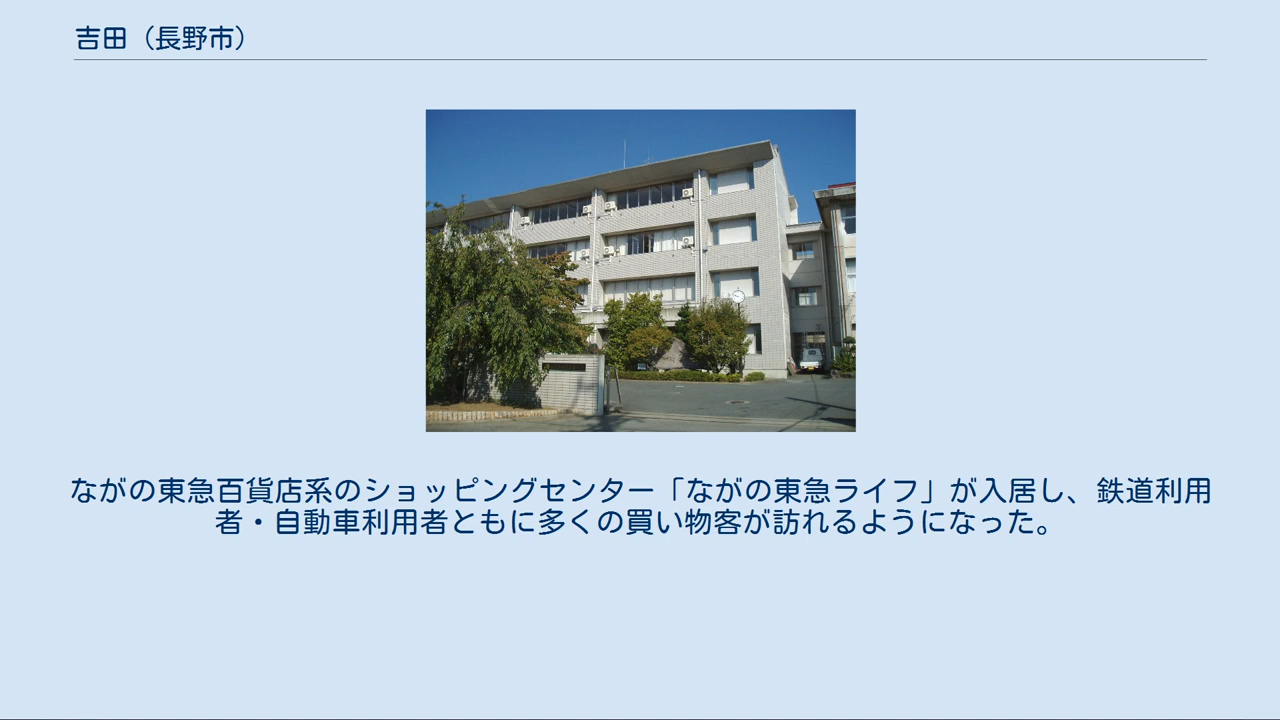 吉田（長野市）
ながの東急百貨店系のショッピングセンター「ながの東急ライフ」が入居し、鉄道利用
者・自動車利用者ともに多くの買い物客が訪れるようになった。